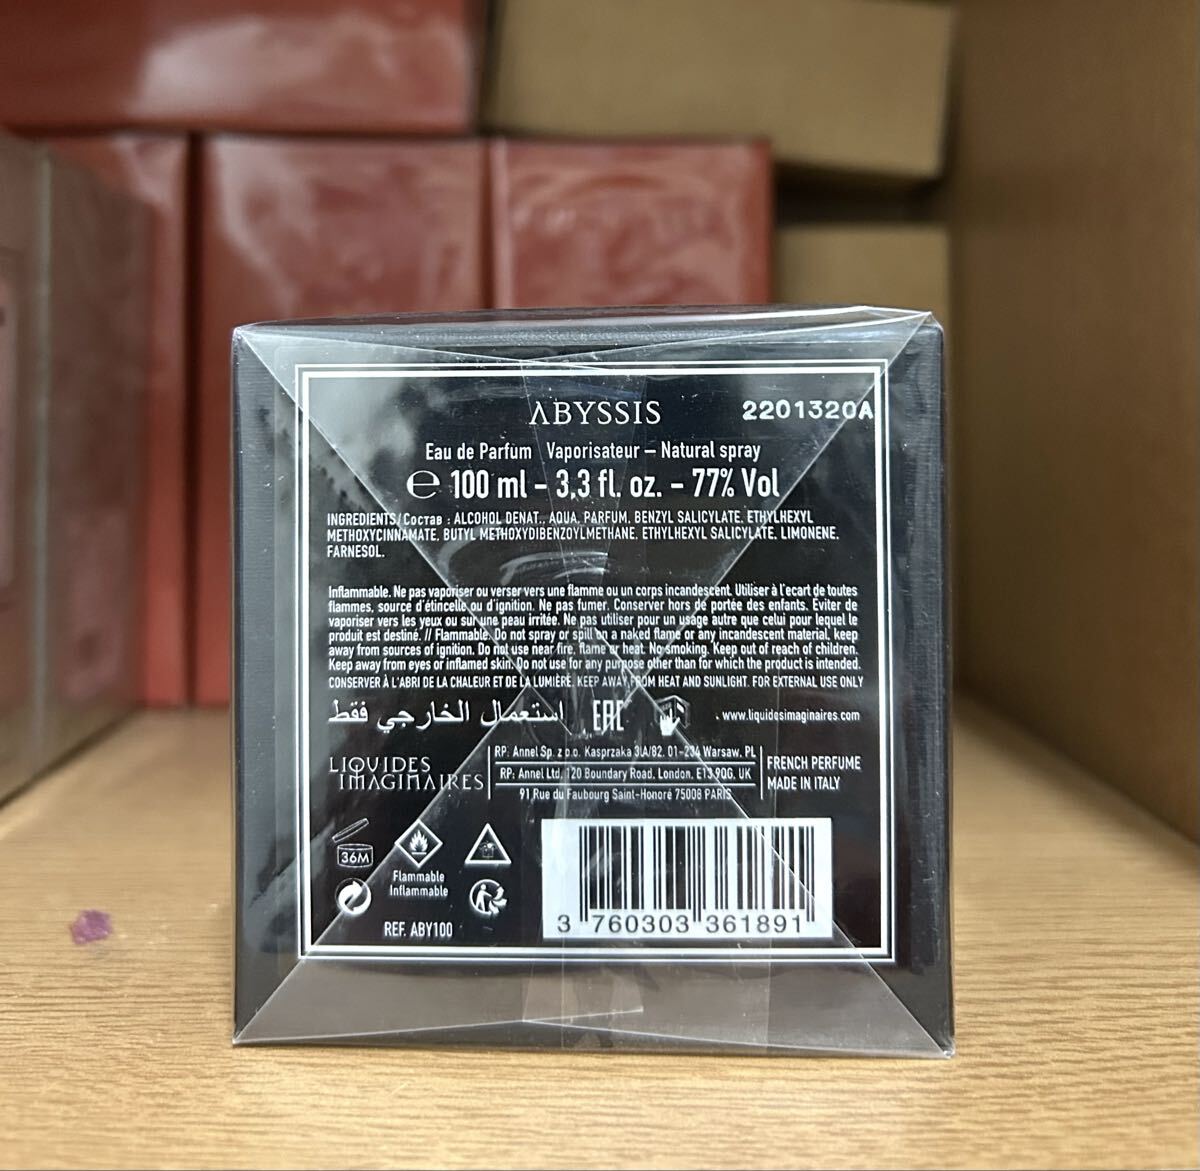 ABYSSIS
2201320A
Eau de Parfum Vaporisateur – Natural spray
℮ 100 ml - 3,3 fl. oz. - 77% Vol
INGREDIENTS/Состав : ALCOHOL DENAT., AQUA, PARFUM, BENZYL SALICYLATE, ETHYLHEXYL
METHOXYCINNAMATE, BUTYL METHOXYDIBENZOYLMETHANE, ETHYLHEXYL SALICYLATE, LIMONENE,
FARNESOL.
Inflammable. Ne pas vaporiser ou verser vers une flamme ou un corps incandescent. Utiliser à l'ecart de toutes
flammes, source d'étincelle ou d'ignition. Ne pas fumer. Conserver hors de portée des enfants. Éviter de
vaporiser vers les yeux ou sur une peau irritée. Ne pas utiliser pour un usage autre que celui pour lequel le
produit est destiné. // Flammable. Do not spray or spill on a naked flame or any incandescent material, keep
away from sources of ignition. Do not use near fire, flame or heat. No smoking. Keep out of reach of children.
Keep away from eyes or inflamed skin. Do not use for any purpose other than for which the product is intended.
CONSERVER À L'ABRI DE LA CHALEUR ET DE LA LUMIÈRE. KEEP AWAY FROM HEAT AND SUNLIGHT. FOR EXTERNAL USE ONLY
استعمال الخارجي فقط
EAC
www.liquidesimaginaires.com
LIQUIDES
IMAGINAIRES
RP: Annel Sp. z o.o. Kasprzaka 31A/82. 01-234 Warsaw. PL
RP: Annel Ltd, 120 Boundary Road, London, E13 9QG, UK
91 Rue du Faubourg Saint-Honoré 75008 PARIS
FRENCH PERFUME
MADE IN ITALY
36M
Flammable
Inflammable
REF. ABY100
3 760303 361891